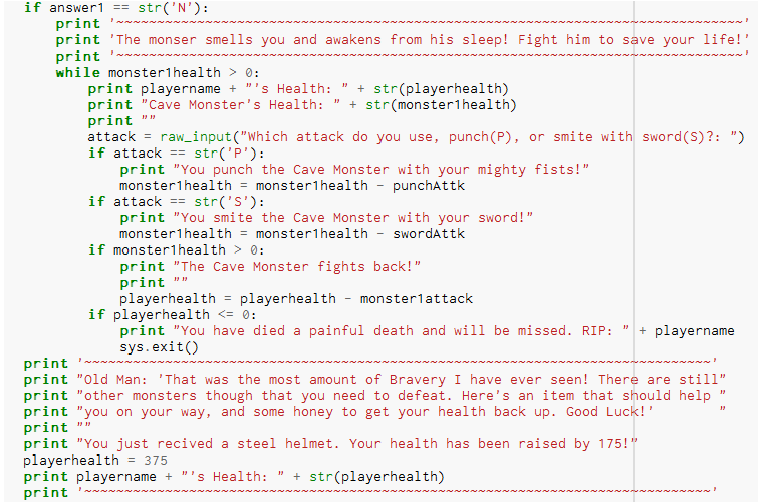 if answer1 == str('N'):
    print '~~~~~~~~~~~~~~~~~~~~~~~~~~~~~~~~~~~~~~~~~~~~~~~~~~~~~~~~~~~~~~~~~~~~~~~~~~~~~~'
    print 'The monser smells you and awakens from his sleep! Fight him to save your life!'
    print '~~~~~~~~~~~~~~~~~~~~~~~~~~~~~~~~~~~~~~~~~~~~~~~~~~~~~~~~~~~~~~~~~~~~~~~~~~~~~~'
    while monster1health > 0:
        print playername + "'s Health: " + str(playerhealth)
        print "Cave Monster's Health: " + str(monster1health)
        print ""
        attack = raw_input("Which attack do you use, punch(P), or smite with sword(S)?: ")
        if attack == str('P'):
            print "You punch the Cave Monster with your mighty fists!"
            monster1health = monster1health - punchAttk
        if attack == str('S'):
            print "You smite the Cave Monster with your sword!"
            monster1health = monster1health - swordAttk
        if monster1health > 0:
            print "The Cave Monster fights back!"
            print ""
            playerhealth = playerhealth - monster1attack
        if playerhealth <= 0:
            print "You have died a painful death and will be missed. RIP: " + playername
            sys.exit()
print '~~~~~~~~~~~~~~~~~~~~~~~~~~~~~~~~~~~~~~~~~~~~~~~~~~~~~~~~~~~~~~~~~~~~~~~~~~~~~~'
print "Old Man: 'That was the most amount of Bravery I have ever seen! There are still"
print "other monsters though that you need to defeat. Here's an item that should help "
print "you on your way, and some honey to get your health back up. Good Luck!'        "
print ""
print "You just recived a steel helmet. Your health has been raised by 175!"
playerhealth = 375
print playername + "'s Health: " + str(playerhealth)
print '~~~~~~~~~~~~~~~~~~~~~~~~~~~~~~~~~~~~~~~~~~~~~~~~~~~~~~~~~~~~~~~~~~~~~~~~~~~~~~'